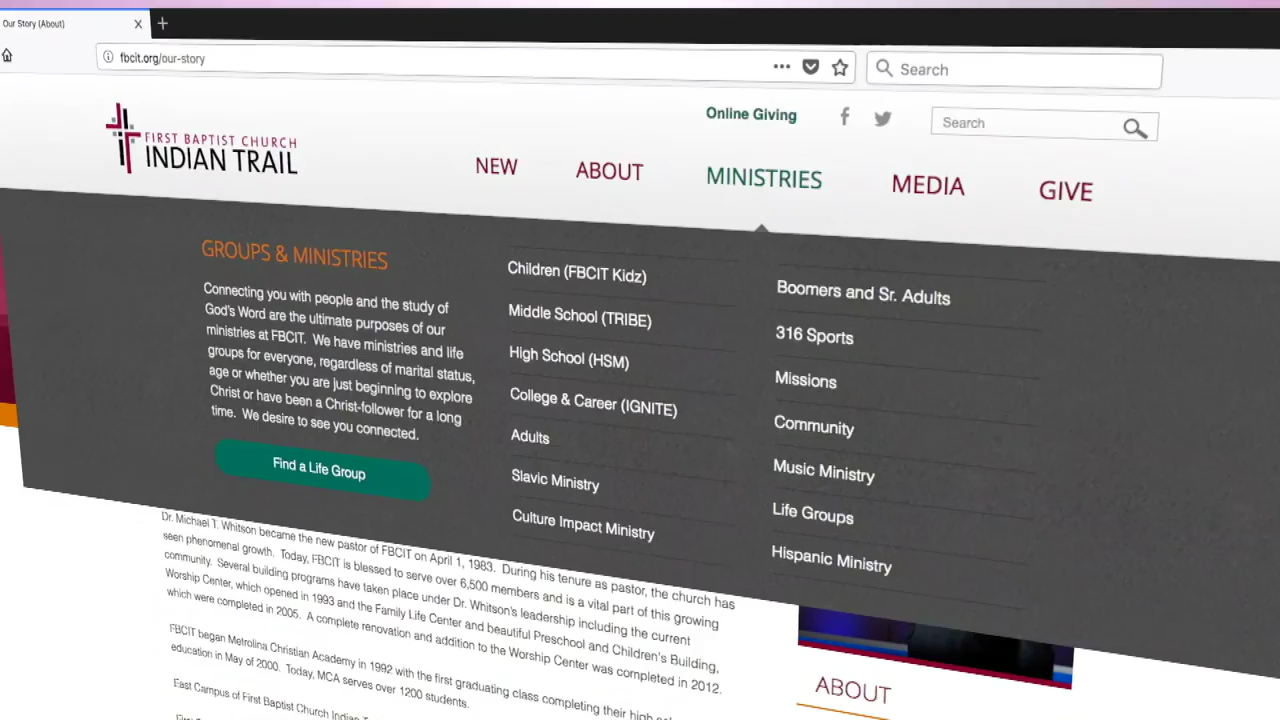 Our Story (About)
fbcit.org/our-story
Search
Online Giving
Search
FIRST BAPTIST CHURCH
INDIAN TRAIL
NEW
ABOUT
MINISTRIES
MEDIA
GIVE
GROUPS & MINISTRIES
Connecting you with people and the study of
God's Word are the ultimate purposes of our
ministries at FBCIT. We have ministries and life
groups for everyone, regardless of marital status,
age or whether you are just beginning to explore
Christ or have been a Christ-follower for a long
time. We desire to see you connected.
Find a Life Group
Children (FBCIT Kidz)
Middle School (TRIBE)
High School (HSM)
College & Career (IGNITE)
Adults
Slavic Ministry
Culture Impact Ministry
Boomers and Sr. Adults
316 Sports
Missions
Community
Music Ministry
Life Groups
Hispanic Ministry
Dr. Michael T. Whitson became the new pastor of FBCIT on April 1, 1983. During his tenure as pastor, the church has
seen phenomenal growth. Today, FBCIT is blessed to serve over 6,500 members and is a vital part of this growing
community. Several building programs have taken place under Dr. Whitson's leadership including the current
Worship Center, which opened in 1993 and the Family Life Center and beautiful Preschool and Children's Building,
which were completed in 2005. A complete renovation and addition to the Worship Center was completed in 2012.
FBCIT began Metrolina Christian Academy in 1992 with the first graduating class completing their high
education in May of 2000. Today, MCA serves over 1200 students.
East Campus of First Baptist Church Indian
ABOUT